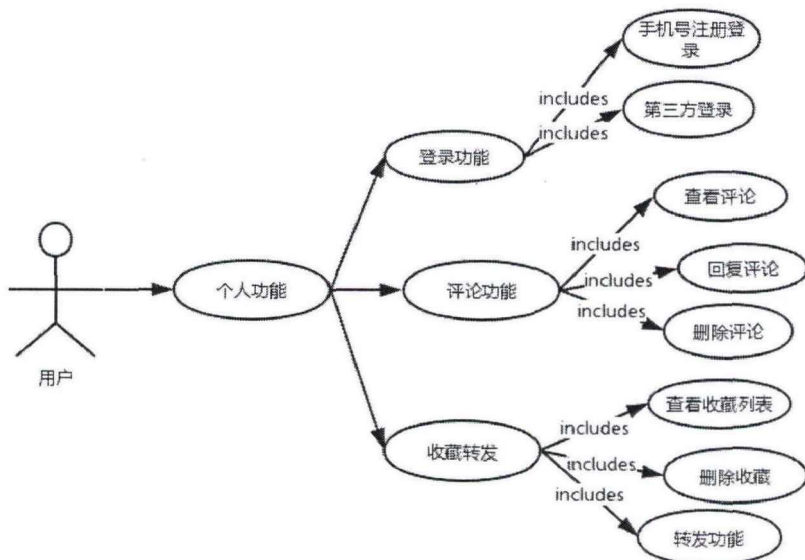 手机号注册登
录
includes
第三方登录
includes
登录功能
查看评论
includes
个人功能
评论功能
includes
回复评论
includes
删除评论
用户
查看收藏列表
includes
收藏转发
includes
删除收藏
includes
转发功能